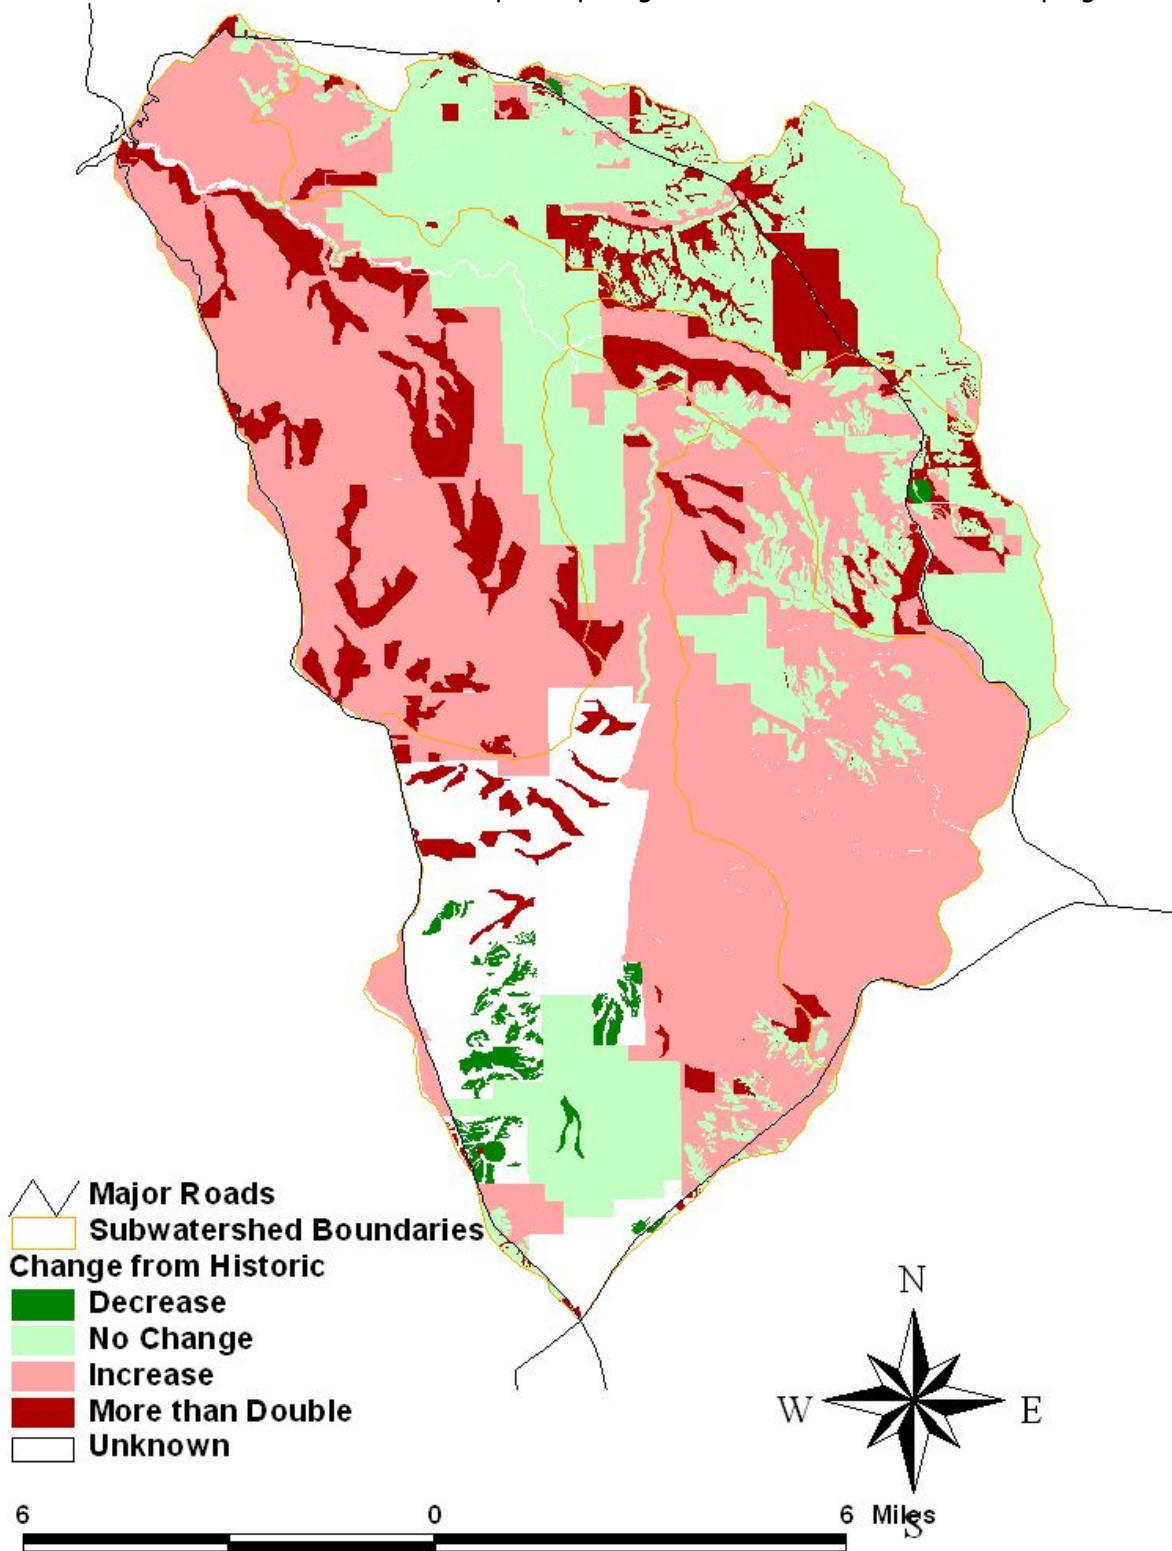 Major Roads
Subwatershed Boundaries
Change from Historic
Decrease
No Change
Increase
More than Double
Unknown
N
W E
S
6 0 6 Miles